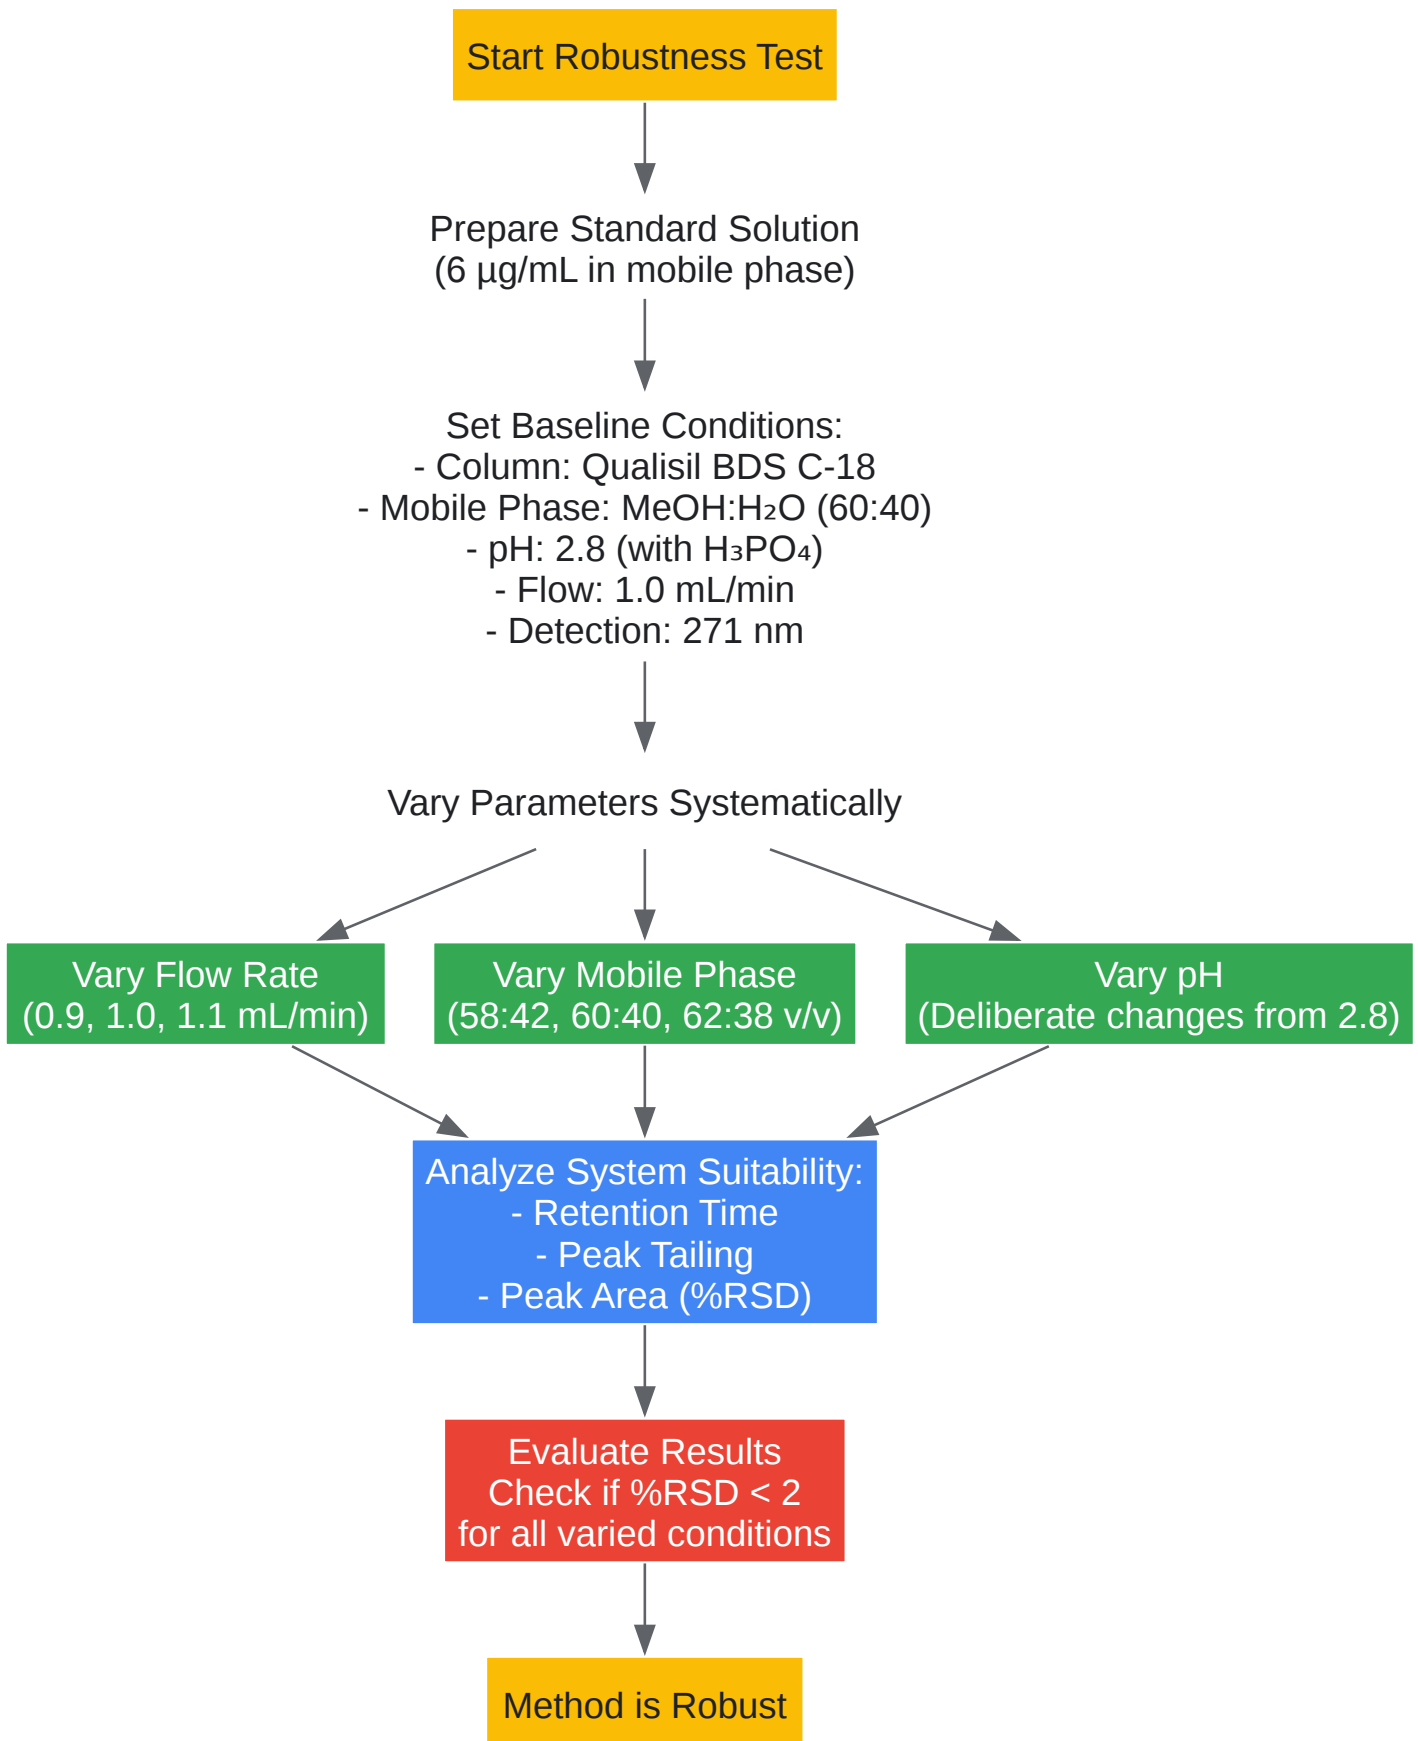 Start Robustness Test
Prepare Standard Solution
(6 µg/mL in mobile phase)
Set Baseline Conditions:
- Column: Qualisil BDS C-18
- Mobile Phase: MeOH:H₂O (60:40)
- pH: 2.8 (with H₃PO₄)
- Flow: 1.0 mL/min
- Detection: 271 nm
Vary Parameters Systematically
Vary Flow Rate
(0.9, 1.0, 1.1 mL/min)
Vary Mobile Phase
(58:42, 60:40, 62:38 v/v)
Vary pH
(Deliberate changes from 2.8)
Analyze System Suitability:
- Retention Time
- Peak Tailing
- Peak Area (%RSD)
Evaluate Results
Check if %RSD < 2
for all varied conditions
Method is Robust